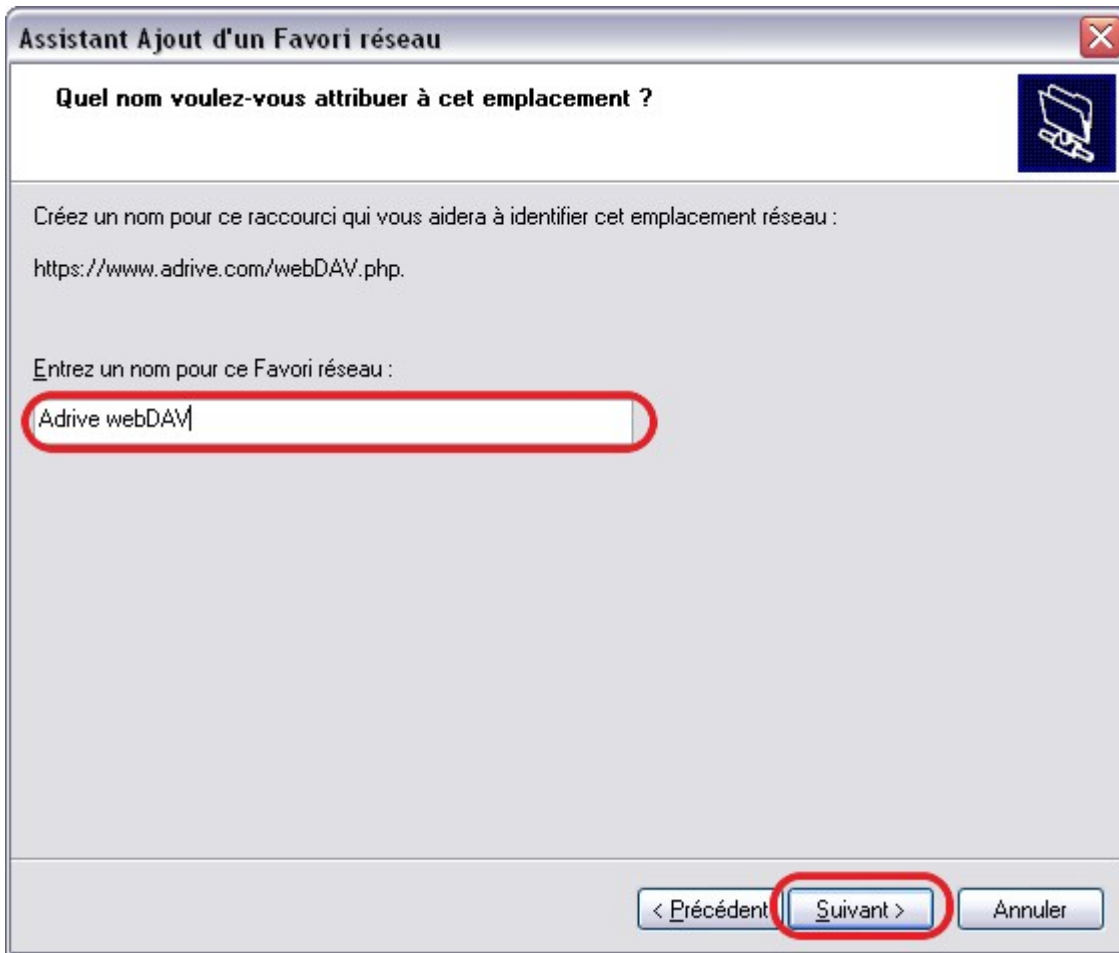 Assistant Ajout d'un Favori réseau
Quel nom voulez-vous attribuer à cet emplacement ?
Créez un nom pour ce raccourci qui vous aidera à identifier cet emplacement réseau :
https://www.adrive.com/webDAV.php.
Entrez un nom pour ce Favori réseau :
Adrive webDAV
< Précédent Suivant > Annuler